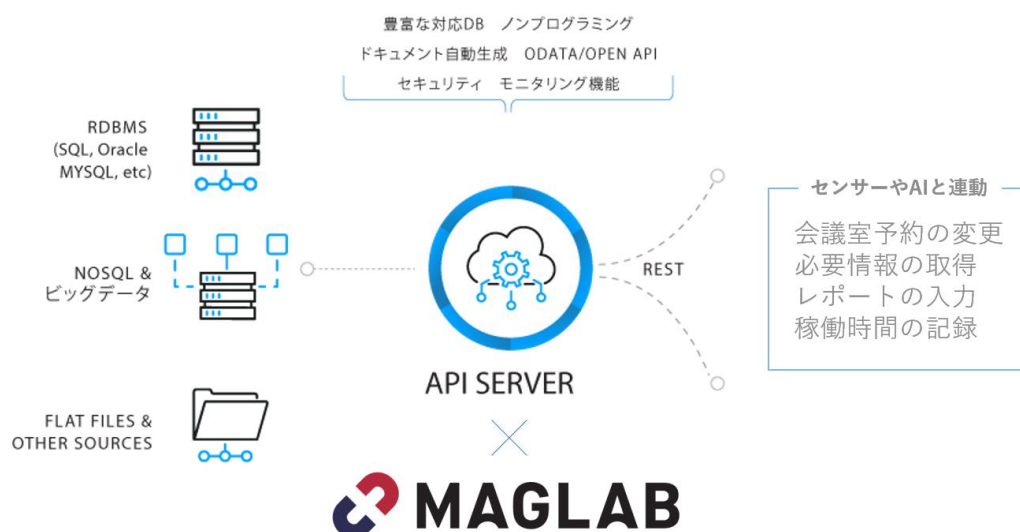 豊富な対応DB ノンプログラミング
ドキュメント自動生成 ODATA/OPEN API
セキュリティ モニタリング機能
RDBMS
(SQL, Oracle
MYSQL, etc)
NOSQL &
ビッグデータ
FLAT FILES &
OTHER SOURCES
API SERVER
REST
センサーやAIと連動
会議室予約の変更
必要情報の取得
レポートの入力
稼働時間の記録
MAGLAB